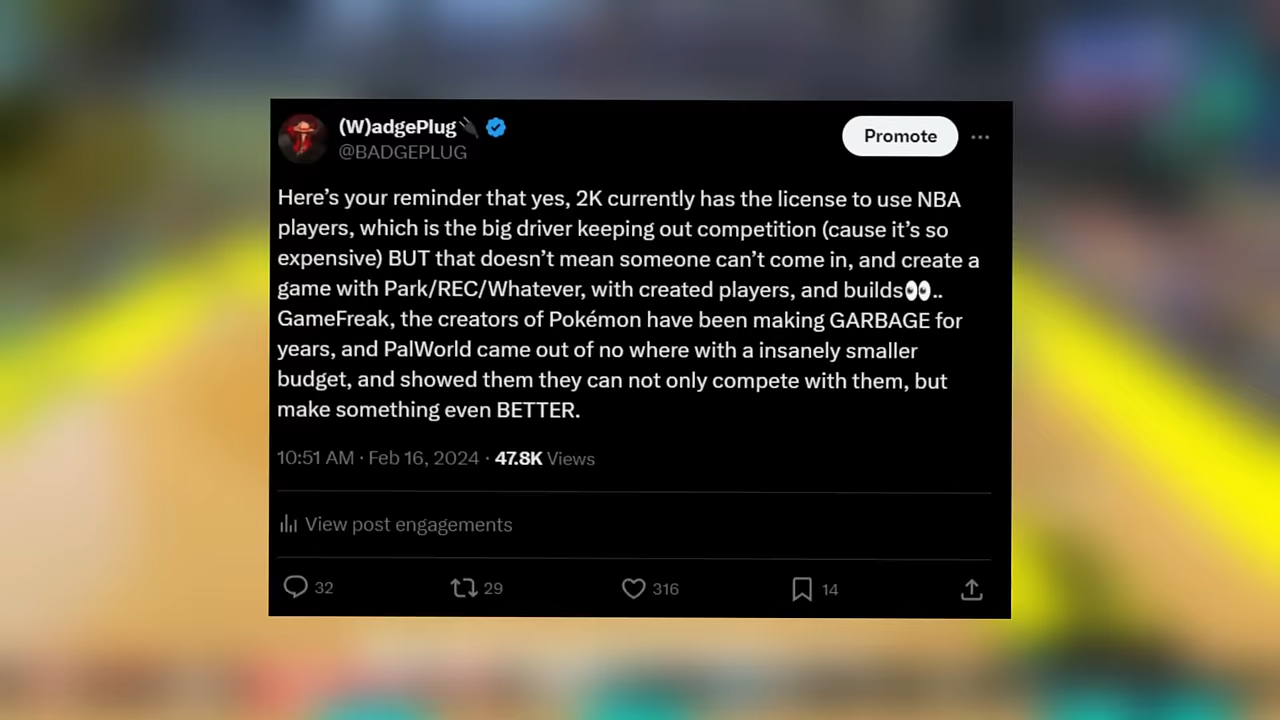 (W)adgePlug🔌
@BADGEPLUG
Promote
Here’s your reminder that yes, 2K currently has the license to use NBA
players, which is the big driver keeping out competition (cause it’s so
expensive) BUT that doesn’t mean someone can’t come in, and create a
game with Park/REC/Whatever, with created players, and builds👀..
GameFreak, the creators of Pokémon have been making GARBAGE for
years, and PalWorld came out of no where with a insanely smaller
budget, and showed them they can not only compete with them, but
make something even BETTER.
10:51 AM · Feb 16, 2024 · 47.8K Views
View post engagements
32 29 316 14